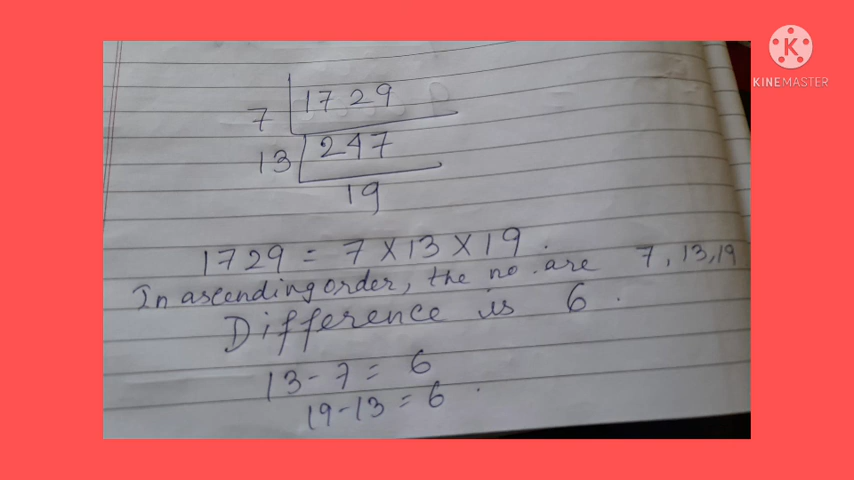 KINEMASTER
7 1729
13 247
19
1729 = 7 X 13 X 19
In ascending order, the no. are 7, 13, 19
Difference is 6.
13 - 7 = 6
19 - 13 = 6.